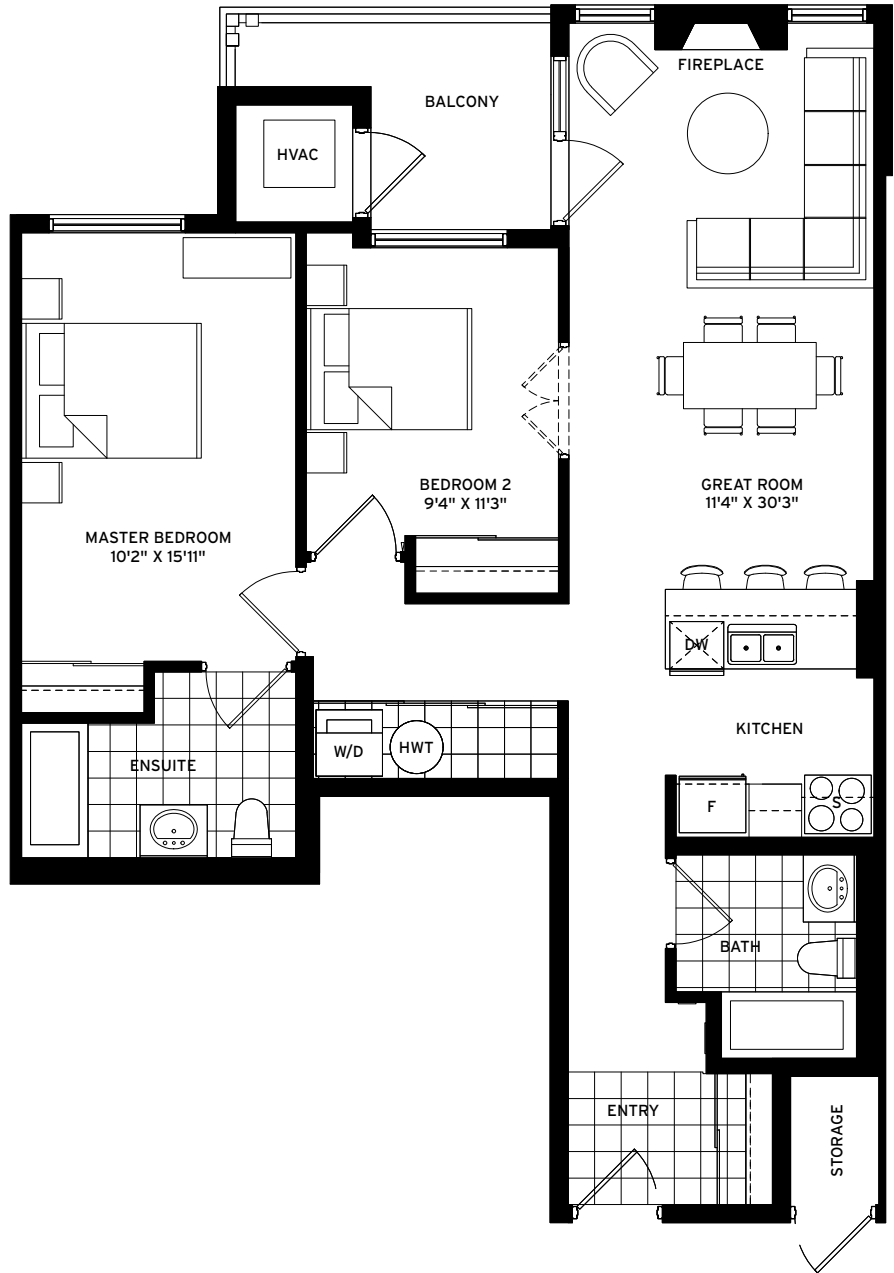 FIREPLACE
BALCONY
HVAC
BEDROOM 2
9'4" X 11'3"
GREAT ROOM
11'4" X 30'3"
MASTER BEDROOM
10'2" X 15'11"
DW
KITCHEN
W/D
HWT
ENSUITE
F
S
BATH
ENTRY
STORAGE